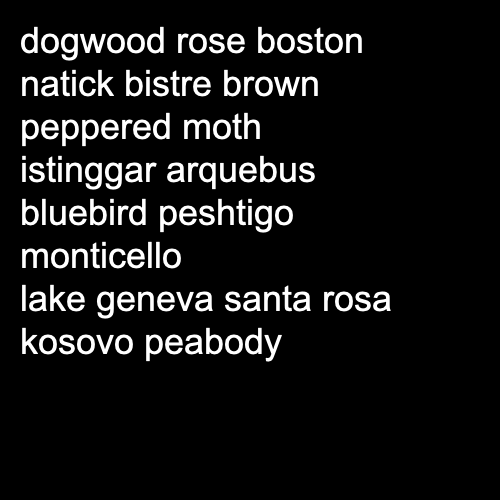 dogwood rose boston
natick bistre brown
peppered moth
istinggar arquebus
bluebird peshtigo
monticello
lake geneva santa rosa
kosovo peabody